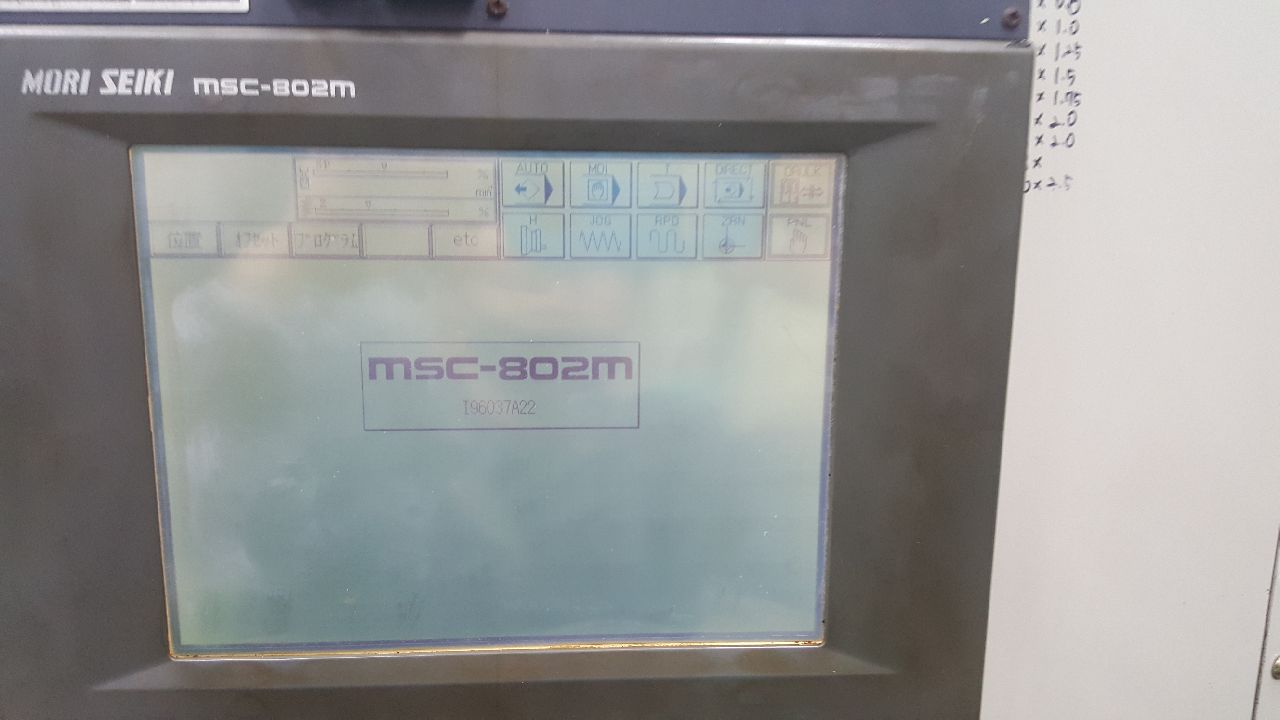 MORI SEIKI MSC-802M
% AUTO MDI T DIRECT
min
%
位置 オフセット プログラム etc H JOG RPD ZRN PNL
MSC-802M
I96037A22
x 1.0
x 1.25
x 1.5
x 1.75
x 2.0
x 2.0
x
x 2.5